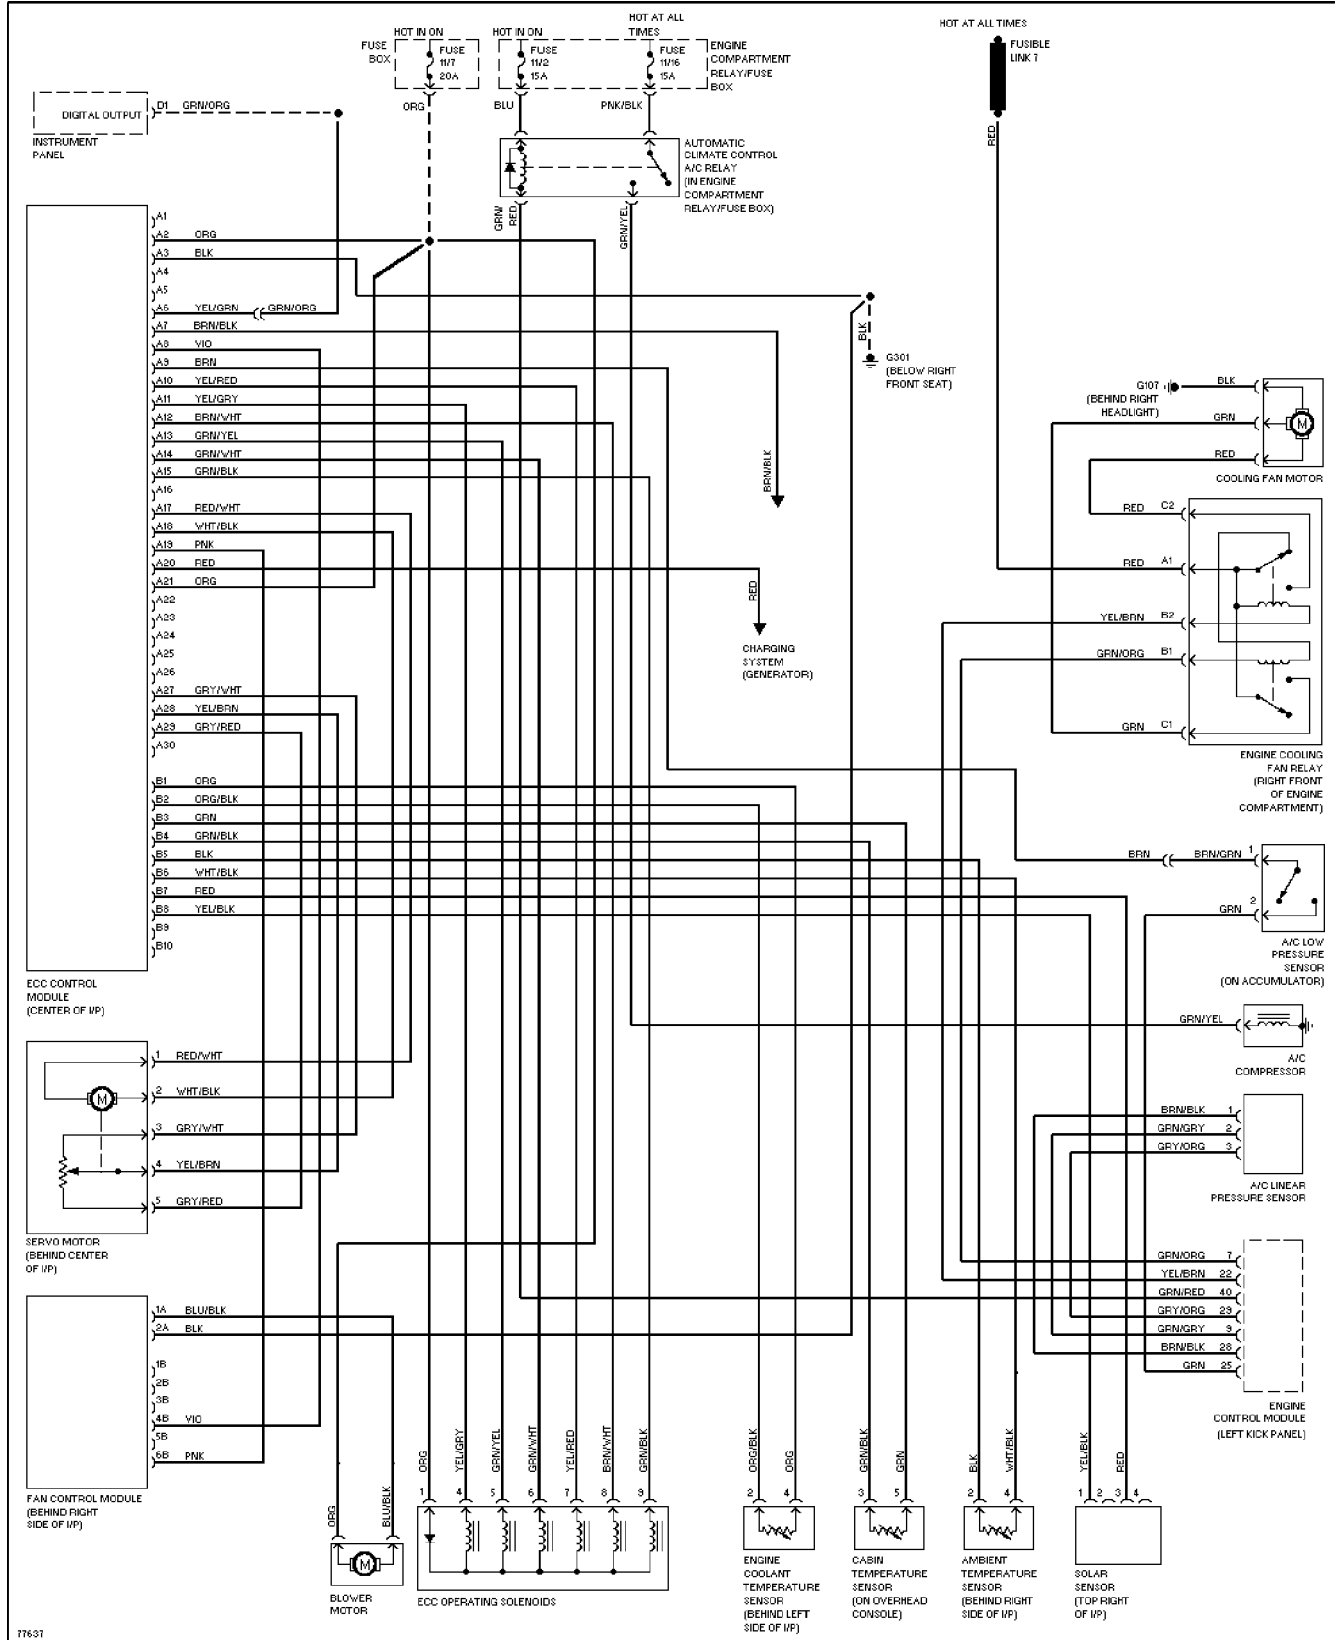 HOT AT ALL
TIMES
HOT IN ON
HOT IN ON
HOT AT ALL TIMES
FUSE
BOX
FUSE
11/7
20A
FUSE
11/2
15A
FUSE
11/16
15A
ENGINE
COMPARTMENT
RELAY/FUSE
BOX
FUSIBLE
LINK 7
ORG
BLU
PNK/BLK
RED
DIGITAL OUTPUT
D1
GRN/ORG
INSTRUMENT
PANEL
AUTOMATIC
CLIMATE CONTROL
A/C RELAY
(IN ENGINE
COMPARTMENT
RELAY/FUSE BOX)
GRN/
RED
GRN/YEL
A1
A2 ORG
A3 BLK
A4
A5
A6 YEL/GRN GRN/ORG
A7 BRN/BLK
A8 VIO
A9 BRN
A10 YEL/RED
A11 YEL/GRY
A12 BRN/WHT
A13 GRN/YEL
A14 GRN/WHT
A15 GRN/BLK
A16
A17 RED/WHT
A18 WHT/BLK
A19 PNK
A20 RED
A21 ORG
A22
A23
A24
A25
A26
A27 GRY/WHT
A28 YEL/BRN
A29 GRY/RED
A30
B1 ORG
B2 ORG/BLK
B3 GRN
B4 GRN/BLK
B5 BLK
B6 WHT/BLK
B7 RED
B8 YEL/BLK
B9
B10
ECC CONTROL
MODULE
(CENTER OF I/P)
BLK
G301
(BELOW RIGHT
FRONT SEAT)
BRN/BLK
RED
CHARGING
SYSTEM
(GENERATOR)
G107
(BEHIND RIGHT
HEADLIGHT)
BLK
GRN
RED
M
COOLING FAN MOTOR
RED C2
RED A1
YEL/BRN B2
GRN/ORG B1
GRN C1
ENGINE COOLING
FAN RELAY
(RIGHT FRONT
OF ENGINE
COMPARTMENT)
BRN
BRN/GRN 1
GRN 2
A/C LOW
PRESSURE
SENSOR
(ON ACCUMULATOR)
GRN/YEL
A/C
COMPRESSOR
BRN/BLK 1
GRN/GRY 2
GRY/ORG 3
A/C LINEAR
PRESSURE SENSOR
GRN/ORG 7
YEL/BRN 22
GRN/RED 40
GRY/ORG 29
GRN/GRY 9
BRN/BLK 28
GRN 25
ENGINE
CONTROL MODULE
(LEFT KICK PANEL)
1 RED/WHT
2 WHT/BLK
3 GRY/WHT
4 YEL/BRN
5 GRY/RED
M
SERVO MOTOR
(BEHIND CENTER
OF I/P)
1A BLU/BLK
2A BLK
1B
2B
3B
4B VIO
5B
6B PNK
FAN CONTROL MODULE
(BEHIND RIGHT
SIDE OF I/P)
ORG
BLU/BLK
M
BLOWER
MOTOR
ORG
YEL/GRY
GRN/YEL
GRN/WHT
YEL/RED
BRN/WHT
GRN/BLK
1 4 5 6 7 8 9
ECC OPERATING SOLENOIDS
ORG/BLK
ORG
2 4
ENGINE
COOLANT
TEMPERATURE
SENSOR
(BEHIND LEFT
SIDE OF I/P)
GRN/BLK
GRN
3 5
CABIN
TEMPERATURE
SENSOR
(ON OVERHEAD
CONSOLE)
BLK
WHT/BLK
2 4
AMBIENT
TEMPERATURE
SENSOR
(BEHIND RIGHT
SIDE OF I/P)
YEL/BLK
RED
1 2 3 4
SOLAR
SENSOR
(TOP RIGHT
OF I/P)
77637